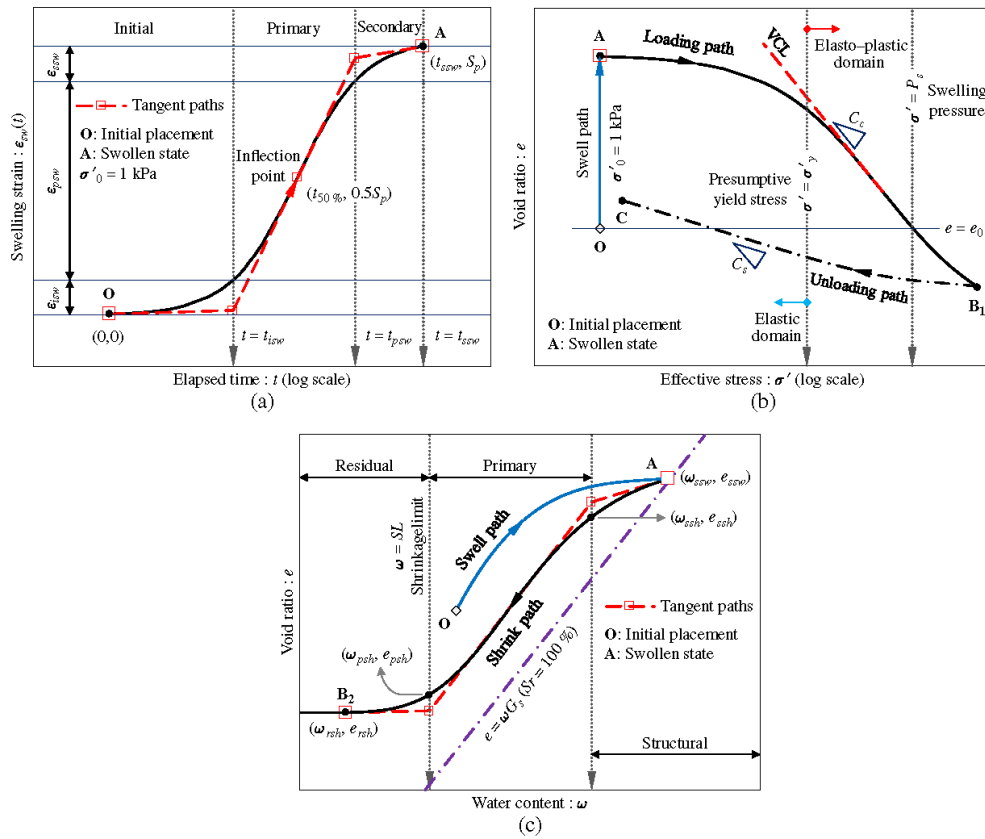 Initial
Primary
Secondary
A
(t_ssw, S_p)
ε_ssw
Tangent paths
O: Initial placement
A: Swollen state
σ′_0 = 1 kPa
Inflection
point
(t_50 %, 0.5S_p)
ε_psw
Swelling strain : ε_sw(t)
ε_isw
O
(0,0)
t = t_isw
t = t_psw
t = t_ssw
Elapsed time : t (log scale)
(a)
A
Loading path
VCL
Elasto–plastic
domain
σ′ = P_s
Swelling
pressure
C_c
Swell path
σ′_0 = 1 kPa
Void ratio : e
Presumptive
yield stress
σ′ = σ′_y
C
O
e = e_0
C_s
Unloading path
B_1
O: Initial placement
A: Swollen state
Elastic
domain
Effective stress : σ′ (log scale)
(b)
Residual
Primary
A
(ω_ssw, e_ssw)
(ω_ssh, e_ssh)
ω = SL
Shrinkagelimit
Swell path
O
Shrink path
Void ratio : e
Tangent paths
O: Initial placement
A: Swollen state
(ω_psh, e_psh)
B_2
(ω_rsh, e_rsh)
e = ωG_s (Sr = 100 %)
Structural
Water content : ω
(c)